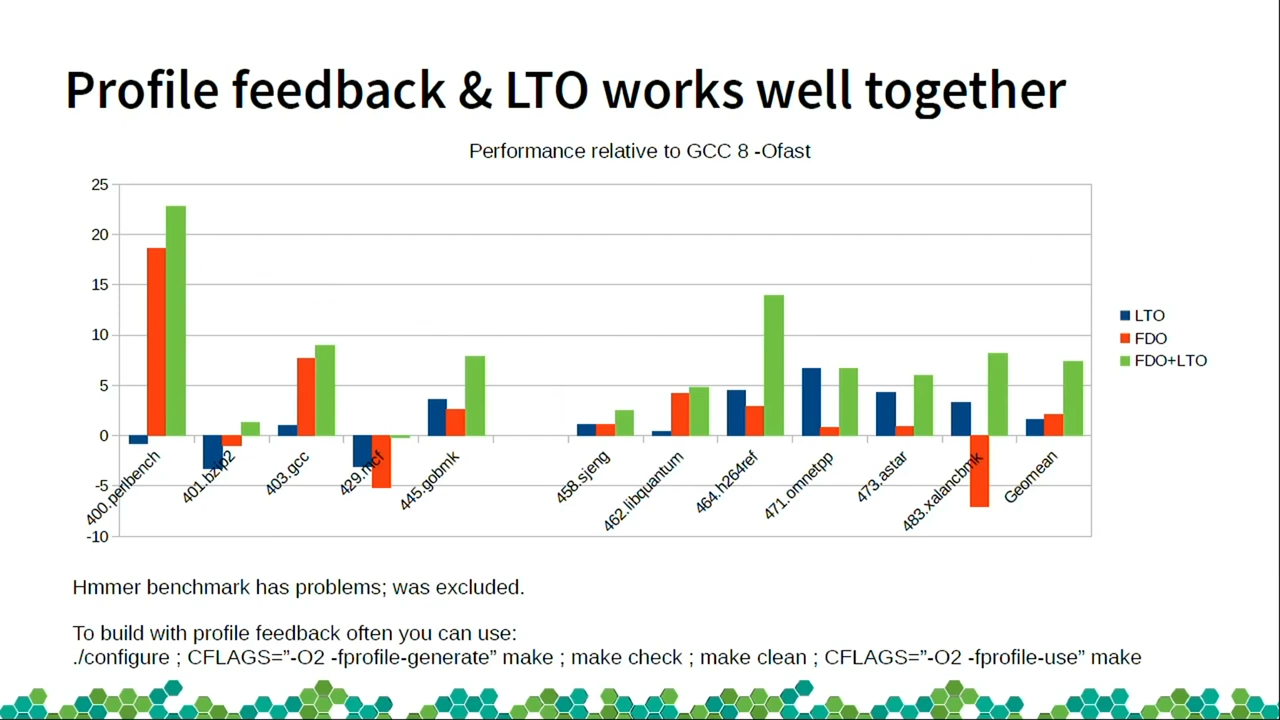 Profile feedback & LTO works well together
Performance relative to GCC 8 -Ofast
25
20
15
10
5
0
-5
-10
400.perlbench
401.bzip2
403.gcc
429.mcf
445.gobmk
458.sjeng
462.libquantum
464.h264ref
471.omnetpp
473.astar
483.xalancbmk
Geomean
LTO
FDO
FDO+LTO
Hmmer benchmark has problems; was excluded.
To build with profile feedback often you can use:
./configure ; CFLAGS=”-O2 -fprofile-generate” make ; make check ; make clean ; CFLAGS=”-O2 -fprofile-use” make